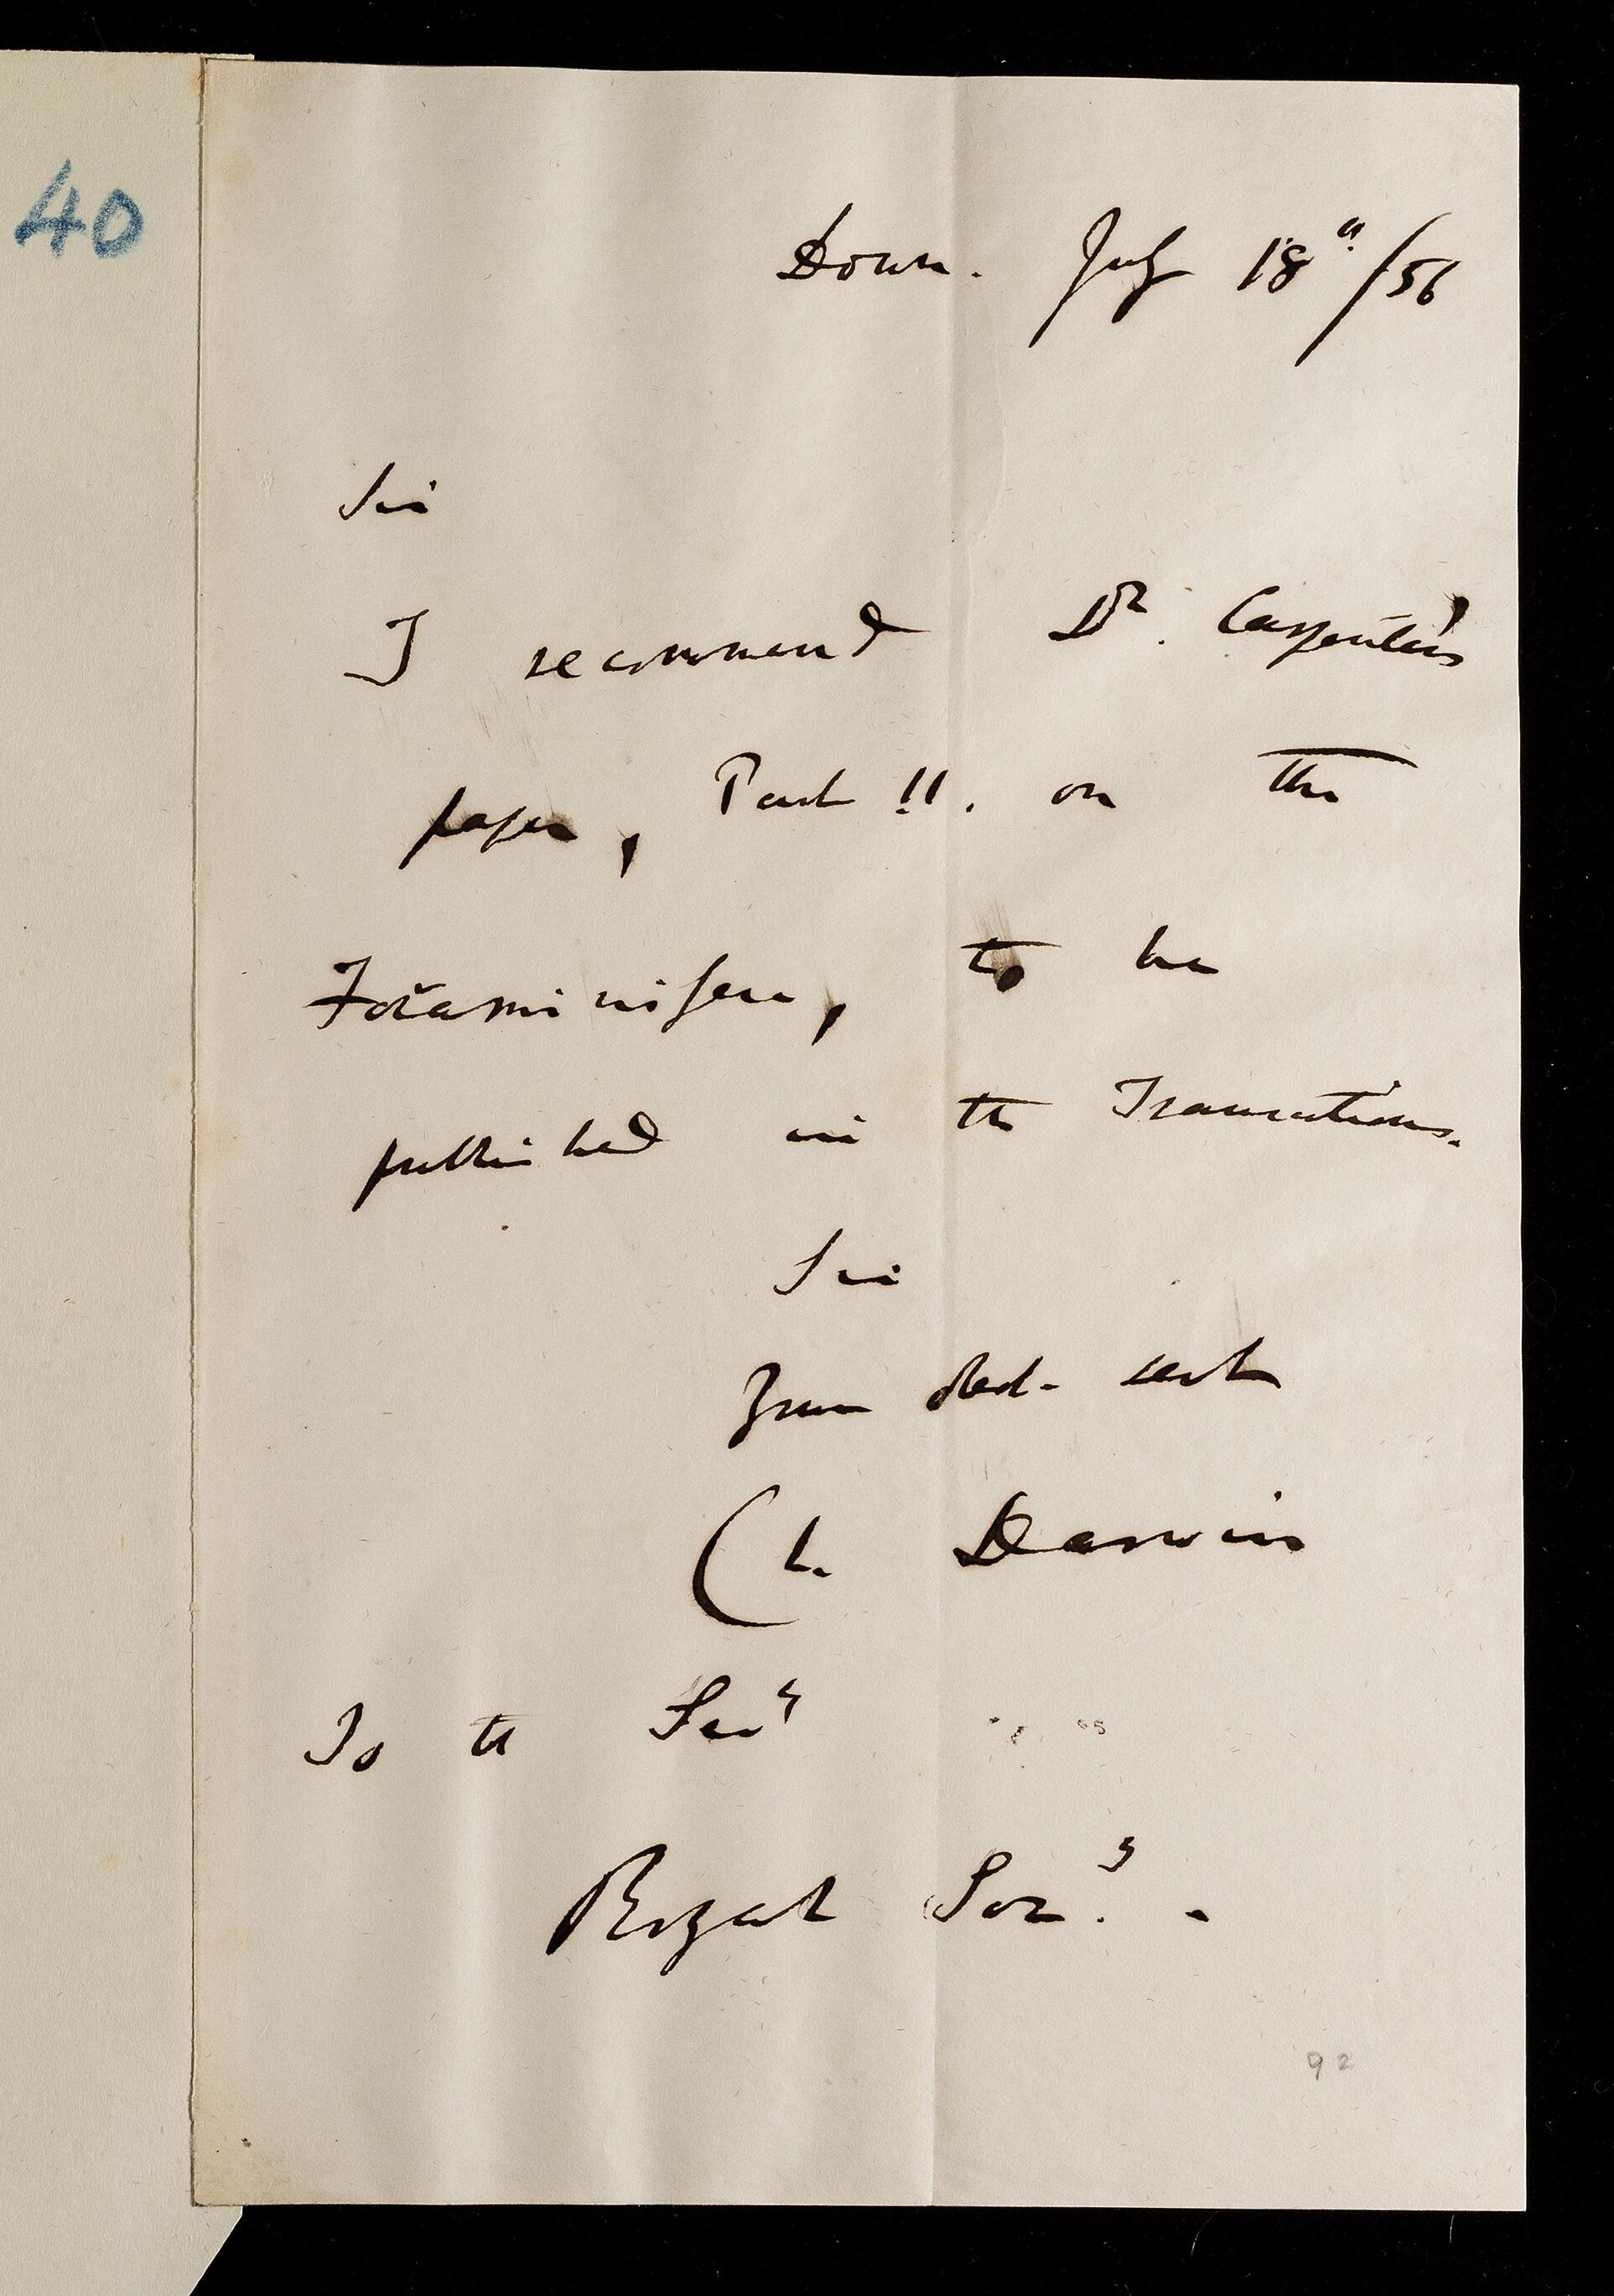 40
Down. July 18th/56
Sir
I recommend Dr. Carpenter's
paper, Part II. on the
Foraminifera, to be
published in the Transactions.
Sir
Your obedt. servt
Ch. Darwin
To the Secy
Royal Socy. -
92